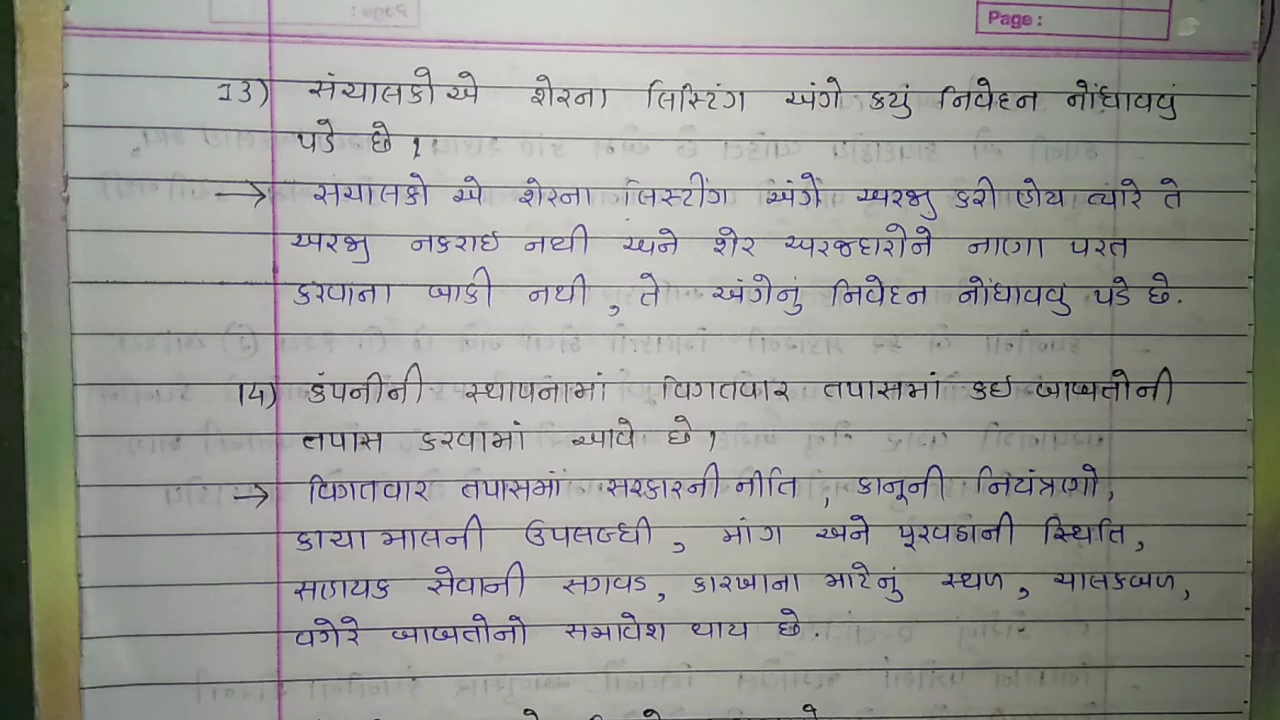 Page :
13) સંચાલકો એ શેરના લિસ્ટિંગ અંગે કયું નિવેદન નોંધાવવું
પડે છે ?
→ સંચાલકો એ શેરના લિસ્ટીંગ અંગે અરજી કરી હોય ત્યારે તે
અરજી નકરાઈ નથી અને શેર અરજદારોને નાણા પરત
કરવાના બાકી નથી, તે અંગેનું નિવેદન નોંધાવવું પડે છે.
14) કંપનીની સ્થાપનામાં વિગતવાર તપાસમાં કઇ બાબતોની
તપાસ કરવામાં આવે છે ?
→ વિગતવાર તપાસમાં સરકારની નીતિ, કાનૂની નિયંત્રણો,
કાચા માલની ઉપલબ્ધી, માંગ અને પૂરવઠાની સ્થિતિ,
સહાયક સેવાની સગવડ, કારખાના માટેનું સ્થળ, ચાલકબળ,
વગેરે બાબતોનો સમાવેશ થાય છે.